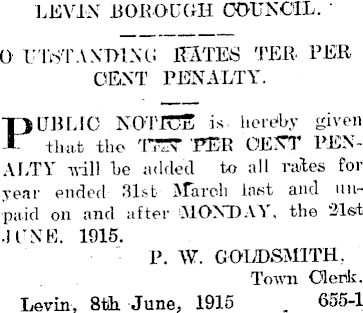 LEVIN BOROUGH COUNCIL.
OUTSTANDING RATES TER PER
CENT PENALTY.
PUBLIC NOTICE is hereby given
that the TEN PER CENT PEN-
ALTY will be added to all rates for
year ended 31st March last and un-
paid on and after MONDAY, the 21st
JUNE, 1915.
P. W. GOLDSMITH,
Town Clerk.
Levin, 8th June, 1915 655-1